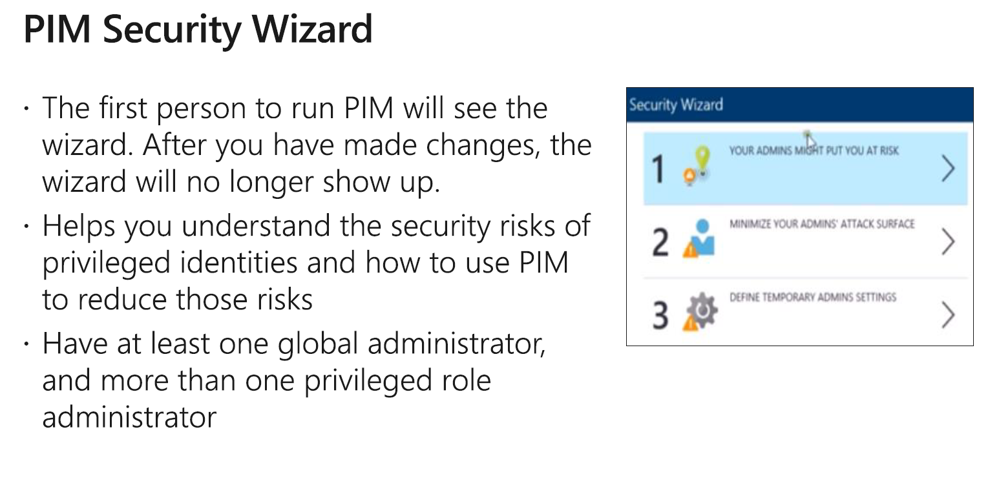 PIM Security Wizard
· The first person to run PIM will see the
wizard. After you have made changes, the
wizard will no longer show up.
· Helps you understand the security risks of
privileged identities and how to use PIM
to reduce those risks
· Have at least one global administrator,
and more than one privileged role
administrator
Security Wizard
1 YOUR ADMINS MIGHT PUT YOU AT RISK
2 MINIMIZE YOUR ADMINS' ATTACK SURFACE
3 DEFINE TEMPORARY ADMINS SETTINGS